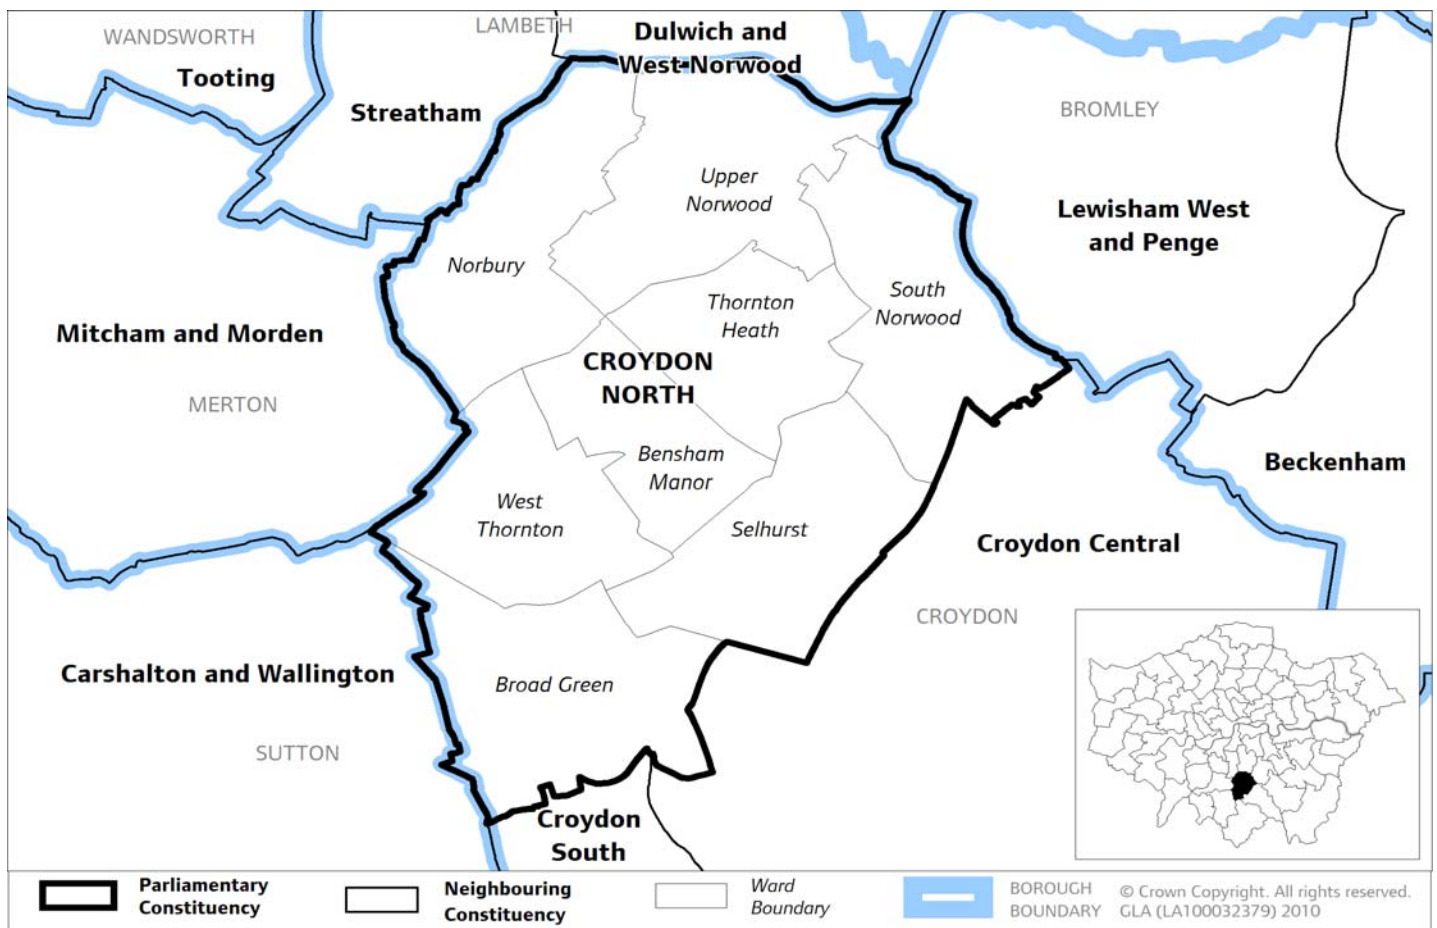 WANDSWORTH
LAMBETH
Dulwich and
West Norwood
Tooting
Streatham
BROMLEY
Upper
Norwood
Lewisham West
and Penge
Norbury
South
Norwood
Thornton
Heath
Mitcham and Morden
CROYDON
NORTH
MERTON
Bensham
Manor
Beckenham
West
Thornton
Selhurst
Croydon Central
CROYDON
Carshalton and Wallington
Broad Green
SUTTON
Croydon
South
Parliamentary
Constituency
Neighbouring
Constituency
Ward
Boundary
BOROUGH
BOUNDARY
© Crown Copyright. All rights reserved.
GLA (LA100032379) 2010